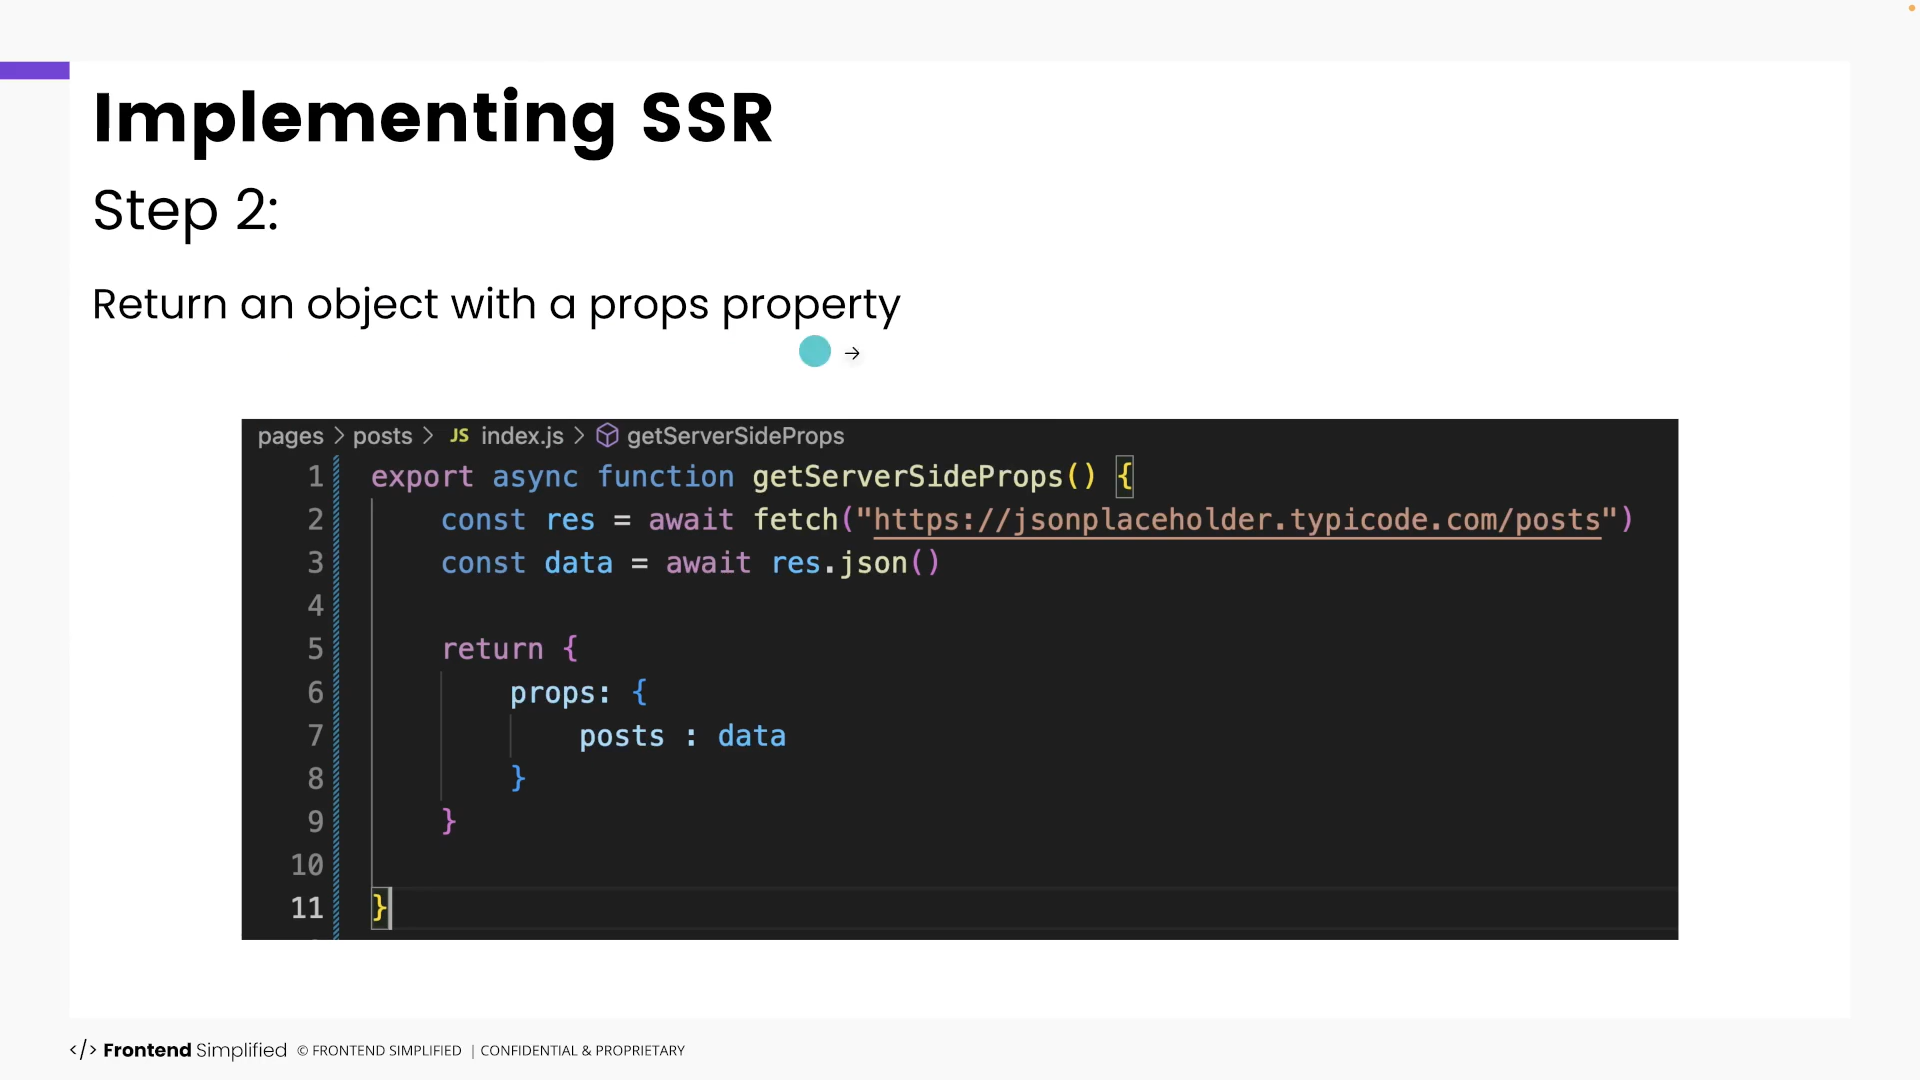 Implementing SSR
Step 2:
Return an object with a props property
pages > posts > JS index.js > getServerSideProps
1 export async function getServerSideProps() {
2 const res = await fetch("https://jsonplaceholder.typicode.com/posts")
3 const data = await res.json()
4
5 return {
6 props: {
7 posts : data
8 }
9 }
10
11 }
</> Frontend Simplified © FRONTEND SIMPLIFIED | CONFIDENTIAL & PROPRIETARY